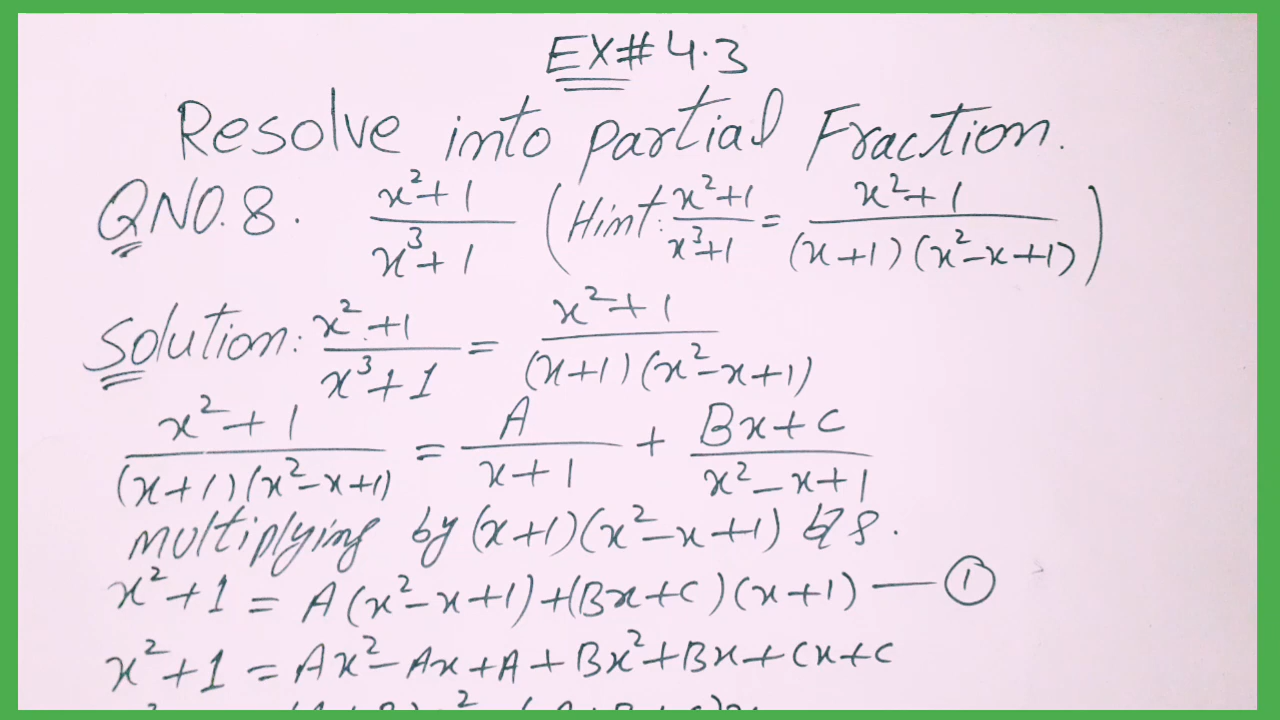 EX# 4.3
Resolve into partial Fraction.
QNO.8. x²+1/x³+1 (Hint: x²+1/x³+1 = x²+1/(x+1)(x²-x+1))
Solution: x²+1/x³+1 = x²+1/(x+1)(x²-x+1)
x²+1/(x+1)(x²-x+1) = A/x+1 + Bx+C/x²-x+1
multiplying by (x+1)(x²-x+1)
x²+1 = A(x²-x+1)+(Bx+C)(x+1) — ①
x²+1 = Ax²-Ax+A+Bx²+Bx+Cx+C